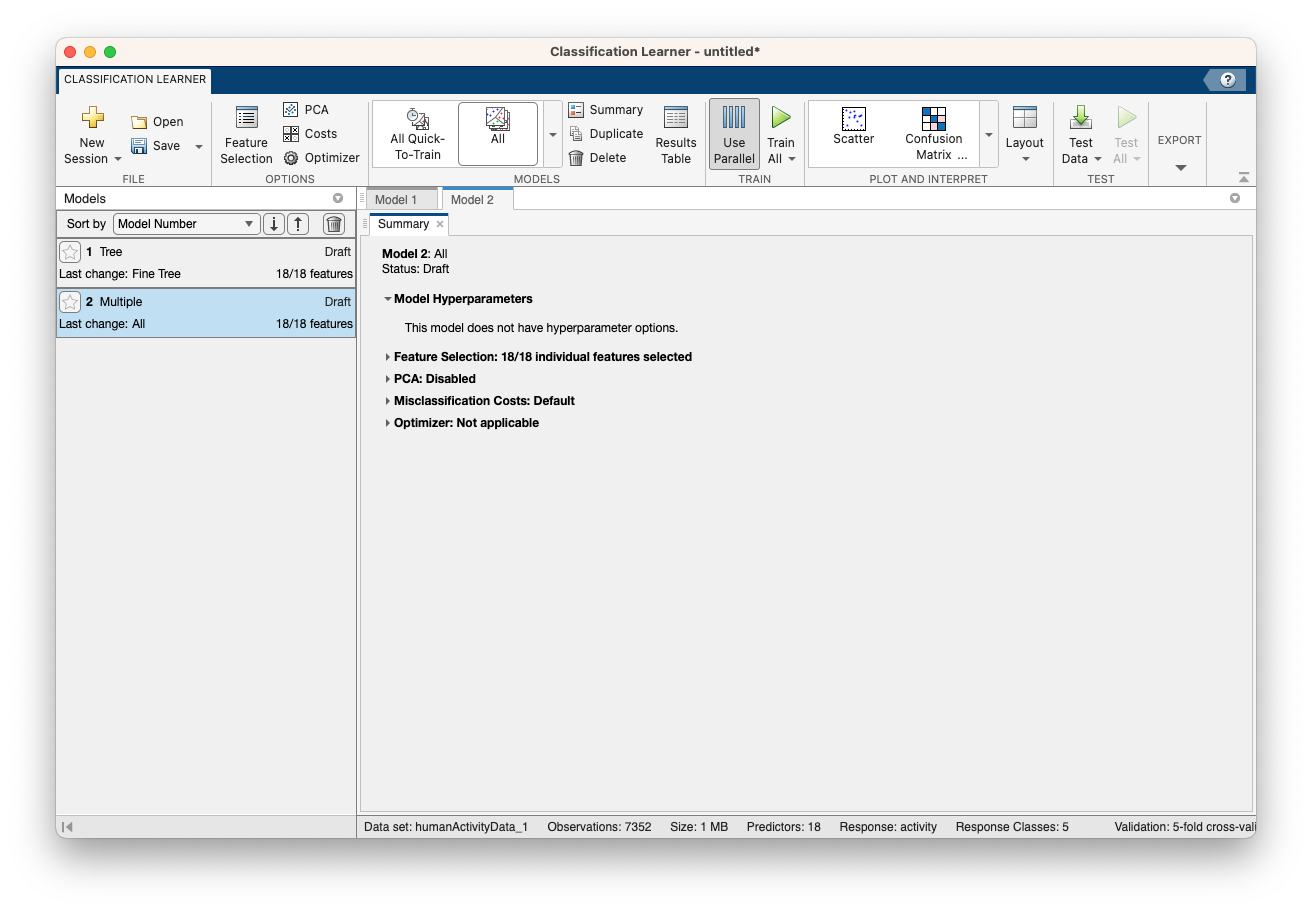 Classification Learner - untitled*
CLASSIFICATION LEARNER
?
New
Session
Open
Save
FILE
Feature
Selection
PCA
Costs
Optimizer
OPTIONS
All Quick-
To-Train
All
Summary
Duplicate
Delete
Results
Table
MODELS
Use
Parallel
Train
All
TRAIN
Scatter
Confusion
Matrix ...
Layout
PLOT AND INTERPRET
Test
Data
Test
All
TEST
EXPORT
Models
Sort by Model Number
1 Tree Draft
Last change: Fine Tree 18/18 features
2 Multiple Draft
Last change: All 18/18 features
Model 1 Model 2
Summary
Model 2: All
Status: Draft
Model Hyperparameters
This model does not have hyperparameter options.
Feature Selection: 18/18 individual features selected
PCA: Disabled
Misclassification Costs: Default
Optimizer: Not applicable
Data set: humanActivityData_1 Observations: 7352 Size: 1 MB Predictors: 18 Response: activity Response Classes: 5 Validation: 5-fold cross-vali